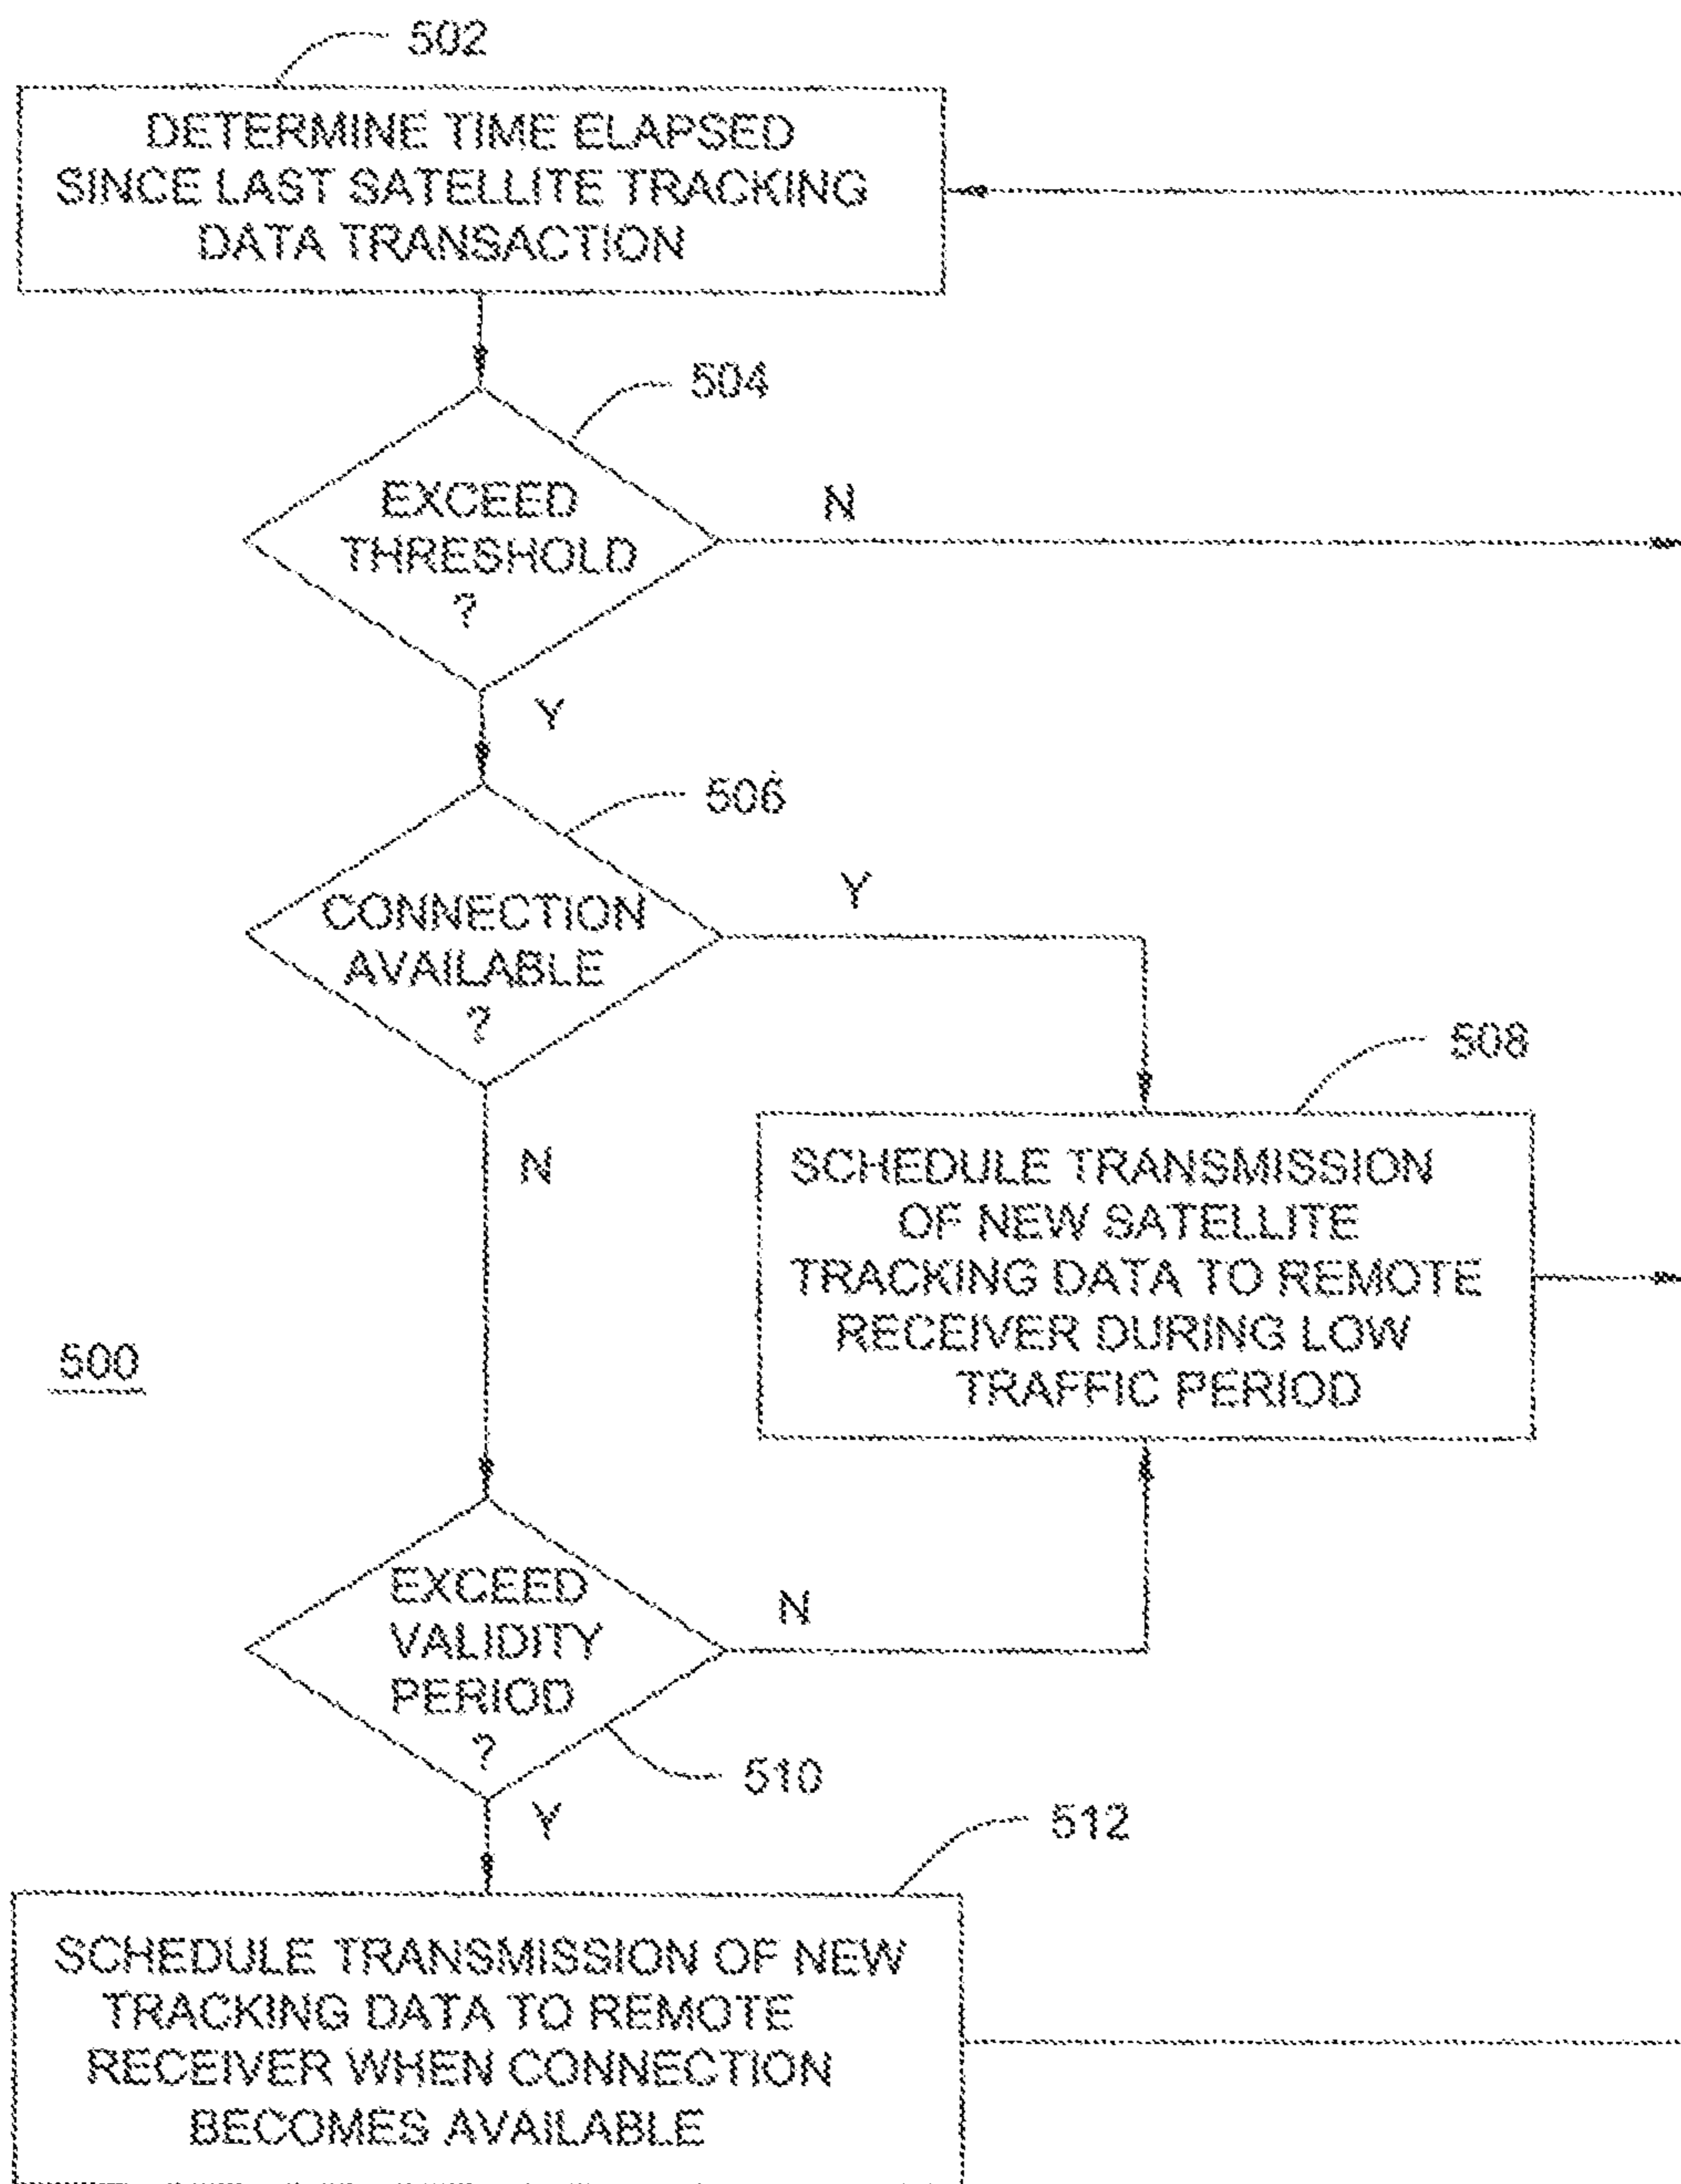 502
DETERMINE TIME ELAPSED
SINCE LAST SATELLITE TRACKING
DATA TRANSACTION
504
EXCEED
THRESHOLD
?
N
Y
506
CONNECTION
AVAILABLE
?
Y
N
508
SCHEDULE TRANSMISSION
OF NEW SATELLITE
TRACKING DATA TO REMOTE
RECEIVER DURING LOW
TRAFFIC PERIOD
500
EXCEED
VALIDITY
PERIOD
?
N
510
Y
512
SCHEDULE TRANSMISSION OF NEW
TRACKING DATA TO REMOTE
RECEIVER WHEN CONNECTION
BECOMES AVAILABLE